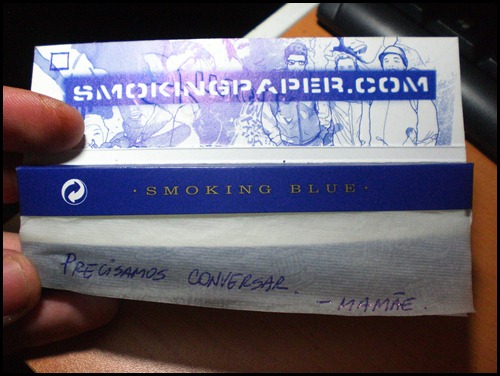 SMOKINGPAPER.COM
· SMOKING BLUE ·
PRECISAMOS CONVERSAR.
- MAMÃE.